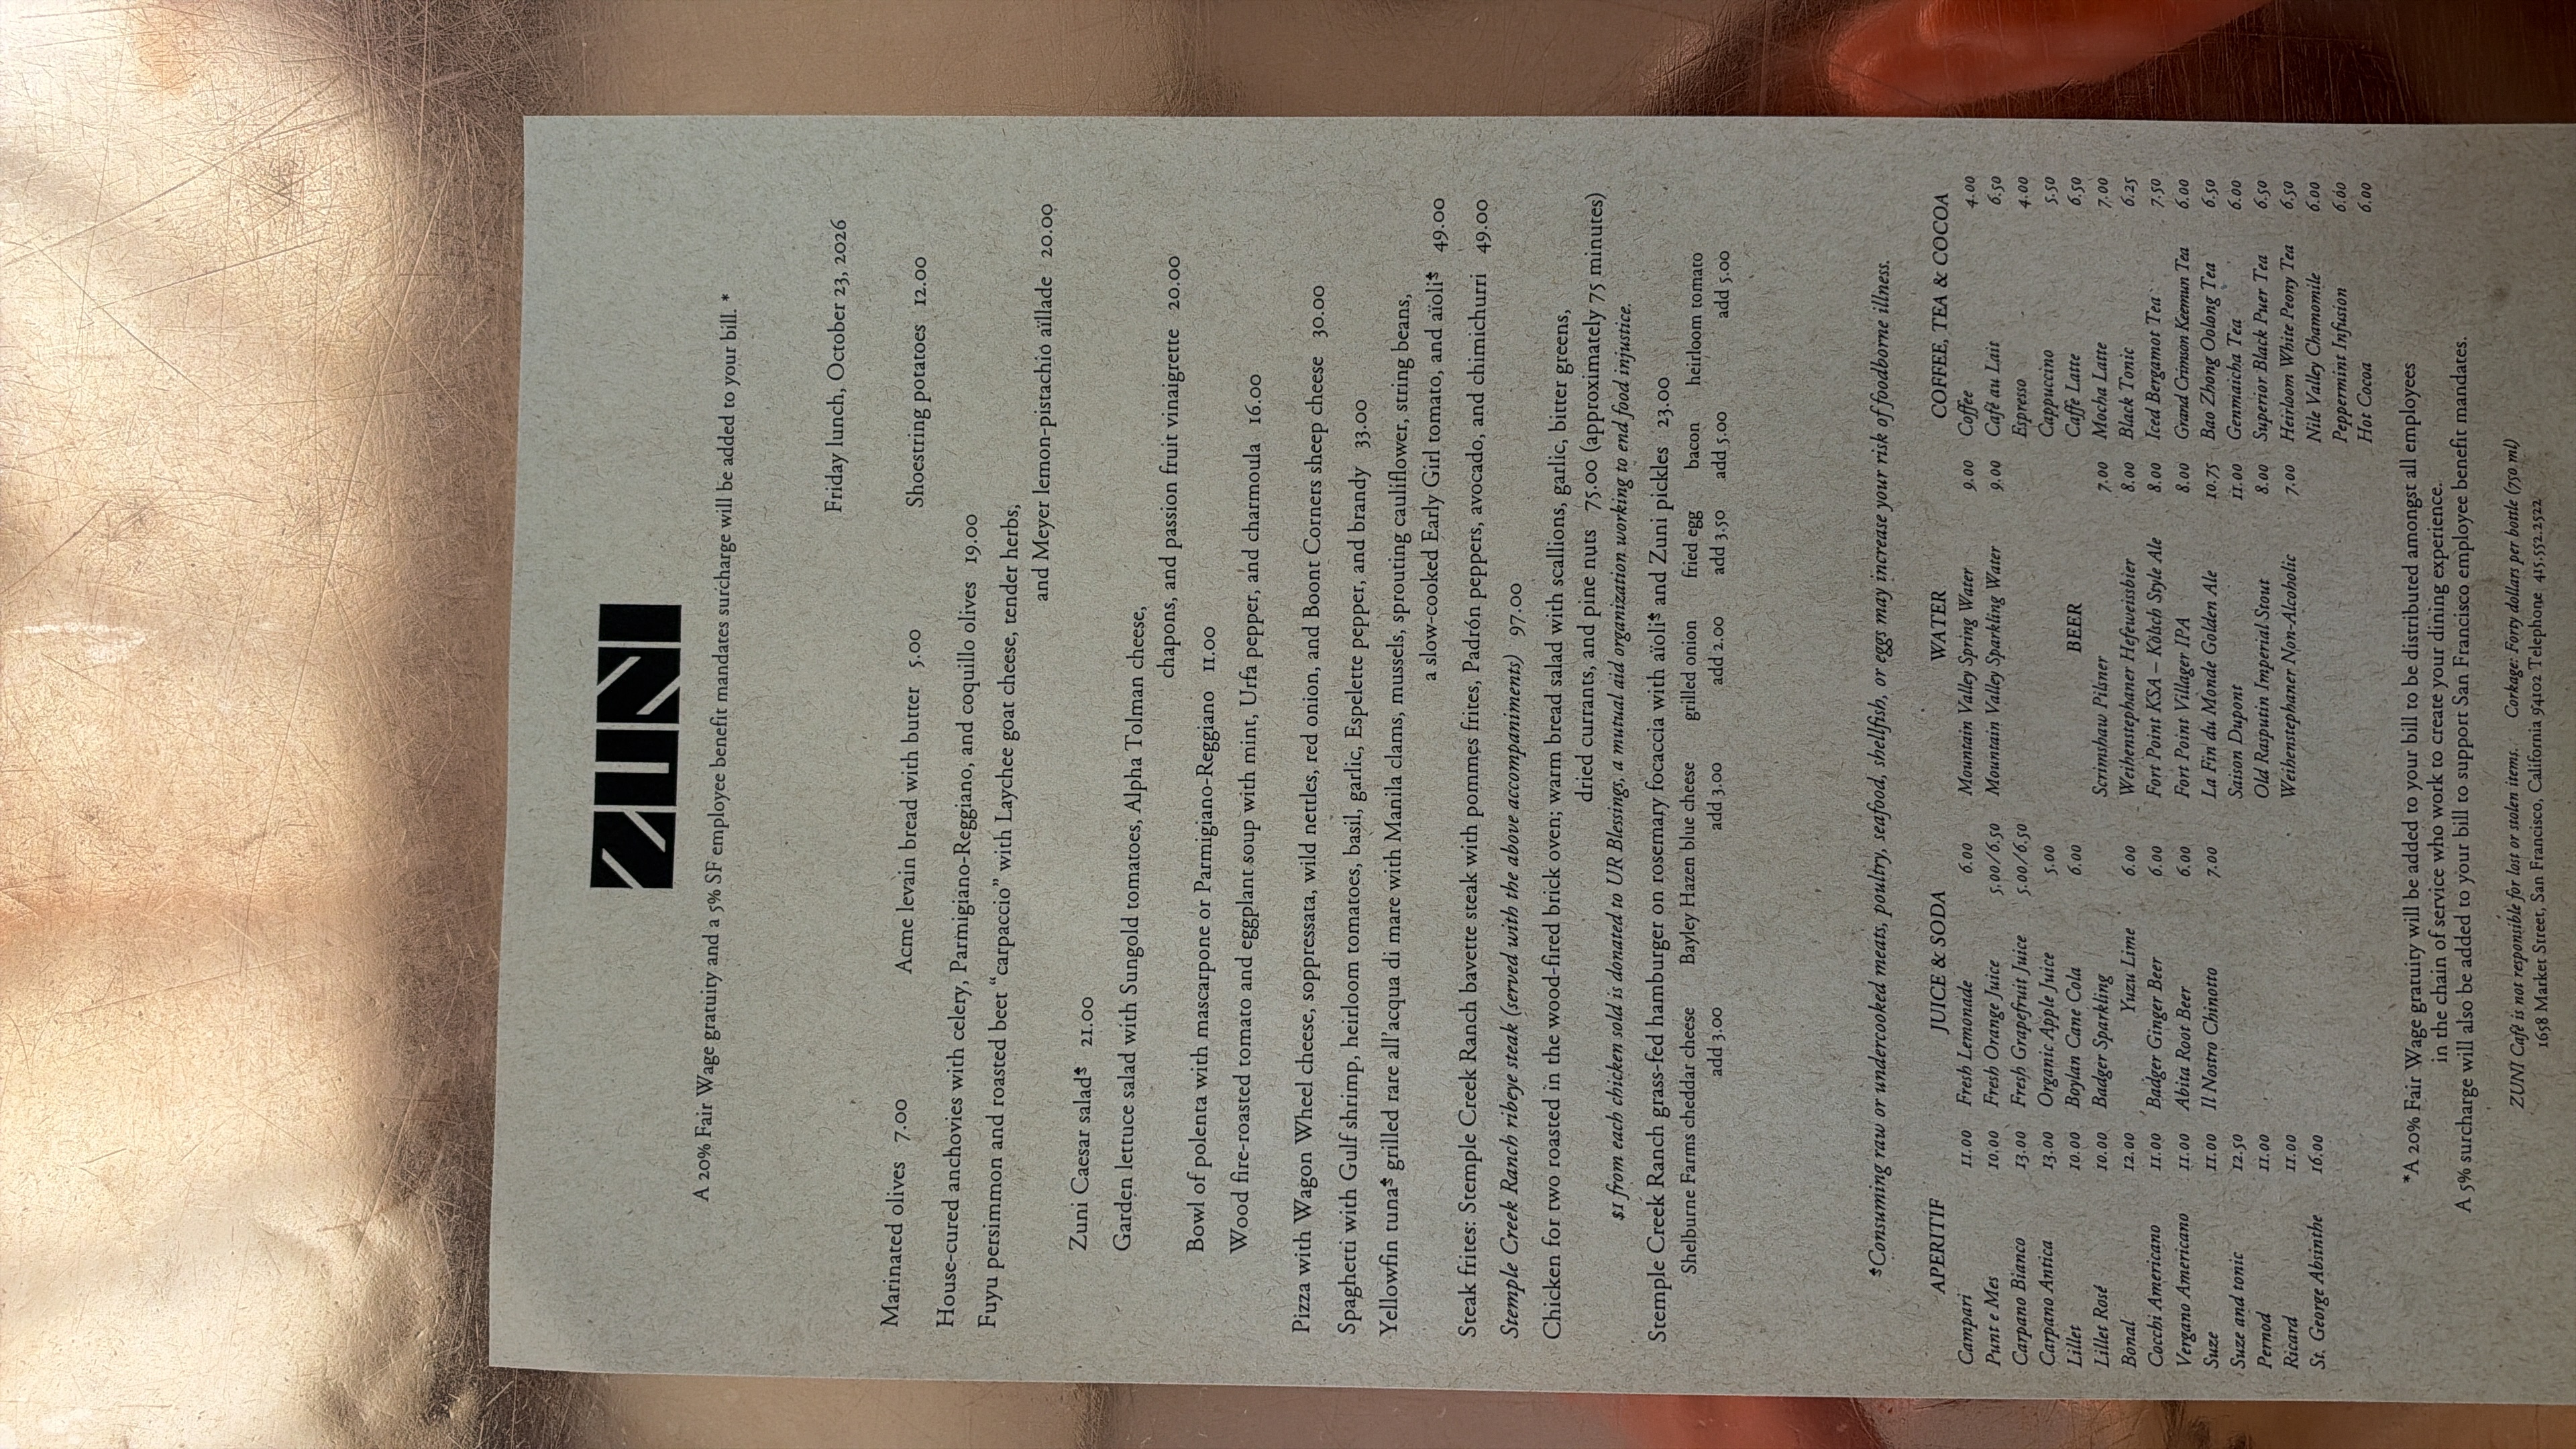 ZUNI
A 20% Fair Wage gratuity and a 5% SF employee benefit mandates surcharge will be added to your bill. *
Friday lunch, October 23, 2026
Marinated olives 7.00 Acme levain bread with butter 5.00 Shoestring potatoes 12.00
House-cured anchovies with celery, Parmigiano-Reggiano, and coquillo olives 19.00
Fuyu persimmon and roasted beet “carpaccio” with Laychee goat cheese, tender herbs,
and Meyer lemon-pistachio aïllade 20.00
Zuni Caesar salad‡ 21.00
Garden lettuce salad with Sungold tomatoes, Alpha Tolman cheese,
chapons, and passion fruit vinaigrette 20.00
Bowl of polenta with mascarpone or Parmigiano-Reggiano 11.00
Wood fire-roasted tomato and eggplant soup with mint, Urfa pepper, and charmoula 16.00
Pizza with Wagon Wheel cheese, soppressata, wild nettles, red onion, and Boont Corners sheep cheese 30.00
Spaghetti with Gulf shrimp, heirloom tomatoes, basil, garlic, Espelette pepper, and brandy 33.00
Yellowfin tuna‡ grilled rare all’acqua di mare with Manila clams, mussels, sprouting cauliflower, string beans,
a slow-cooked Early Girl tomato, and aïoli‡ 49.00
Steak frites: Stemple Creek Ranch bavette steak with pommes frites, Padrón peppers, avocado, and chimichurri 49.00
Stemple Creek Ranch ribeye steak (served with the above accompaniments) 97.00
Chicken for two roasted in the wood-fired brick oven; warm bread salad with scallions, garlic, bitter greens,
dried currants, and pine nuts 75.00 (approximately 75 minutes)
$1 from each chicken sold is donated to UR Blessings, a mutual aid organization working to end food injustice.
Stemple Creek Ranch grass-fed hamburger on rosemary focaccia with aïoli‡ and Zuni pickles 23.00
Shelburne Farms cheddar cheese Bayley Hazen blue cheese grilled onion fried egg bacon heirloom tomato
add 3.00 add 3.00 add 2.00 add 3.50 add 5.00 add 5.00
‡Consuming raw or undercooked meats, poultry, seafood, shellfish, or eggs may increase your risk of foodborne illness.
APERITIF
Campari 11.00
Punt e Mes 10.00
Carpano Bianco 13.00
Carpano Antica 13.00
Lillet 10.00
Lillet Rosé 10.00
Bonal 12.00
Cocchi Americano 11.00
Vergano Americano 11.00
Suze 11.00
Suze and tonic 12.50
Pernod 11.00
Ricard 11.00
St. George Absinthe 16.00
JUICE & SODA
Fresh Lemonade 6.00
Fresh Orange Juice 5.00/6.50
Fresh Grapefruit Juice 5.00/6.50
Organic Apple Juice 5.00
Boylan Cane Cola 6.00
Badger Sparkling
Yuzu Lime 6.00
Badger Ginger Beer 6.00
Abita Root Beer 6.00
Il Nostro Chinotto 7.00
WATER
Mountain Valley Spring Water 9.00
Mountain Valley Sparkling Water 9.00
BEER
Scrimshaw Pilsner 7.00
Weihenstephaner Hefeweissbier 8.00
Fort Point KSA – Kölsch Style Ale 8.00
Fort Point Villager IPA 8.00
La Fin du Monde Golden Ale 10.75
Saison Dupont 11.00
Old Rasputin Imperial Stout 8.00
Weihenstephaner Non-Alcoholic 7.00
COFFEE, TEA & COCOA
Coffee 4.00
Café au Lait 6.50
Espresso 4.00
Cappuccino 5.50
Caffe Latte 6.50
Mocha Latte 7.00
Black Tonic 6.25
Iced Bergamot Tea 7.50
Grand Crimson Keemun Tea 6.00
Bao Zhong Oolong Tea 6.50
Genmaicha Tea 6.00
Superior Black Puer Tea 6.50
Heirloom White Peony Tea 6.50
Nile Valley Chamomile 6.00
Peppermint Infusion 6.00
Hot Cocoa 6.00
*A 20% Fair Wage gratuity will be added to your bill to be distributed amongst all employees
in the chain of service who work to create your dining experience.
A 5% surcharge will also be added to your bill to support San Francisco employee benefit mandates.
ZUNI Café is not responsible for lost or stolen items. Corkage: Forty dollars per bottle (750 ml)
1658 Market Street, San Francisco, California 94102 Telephone 415.552.2522